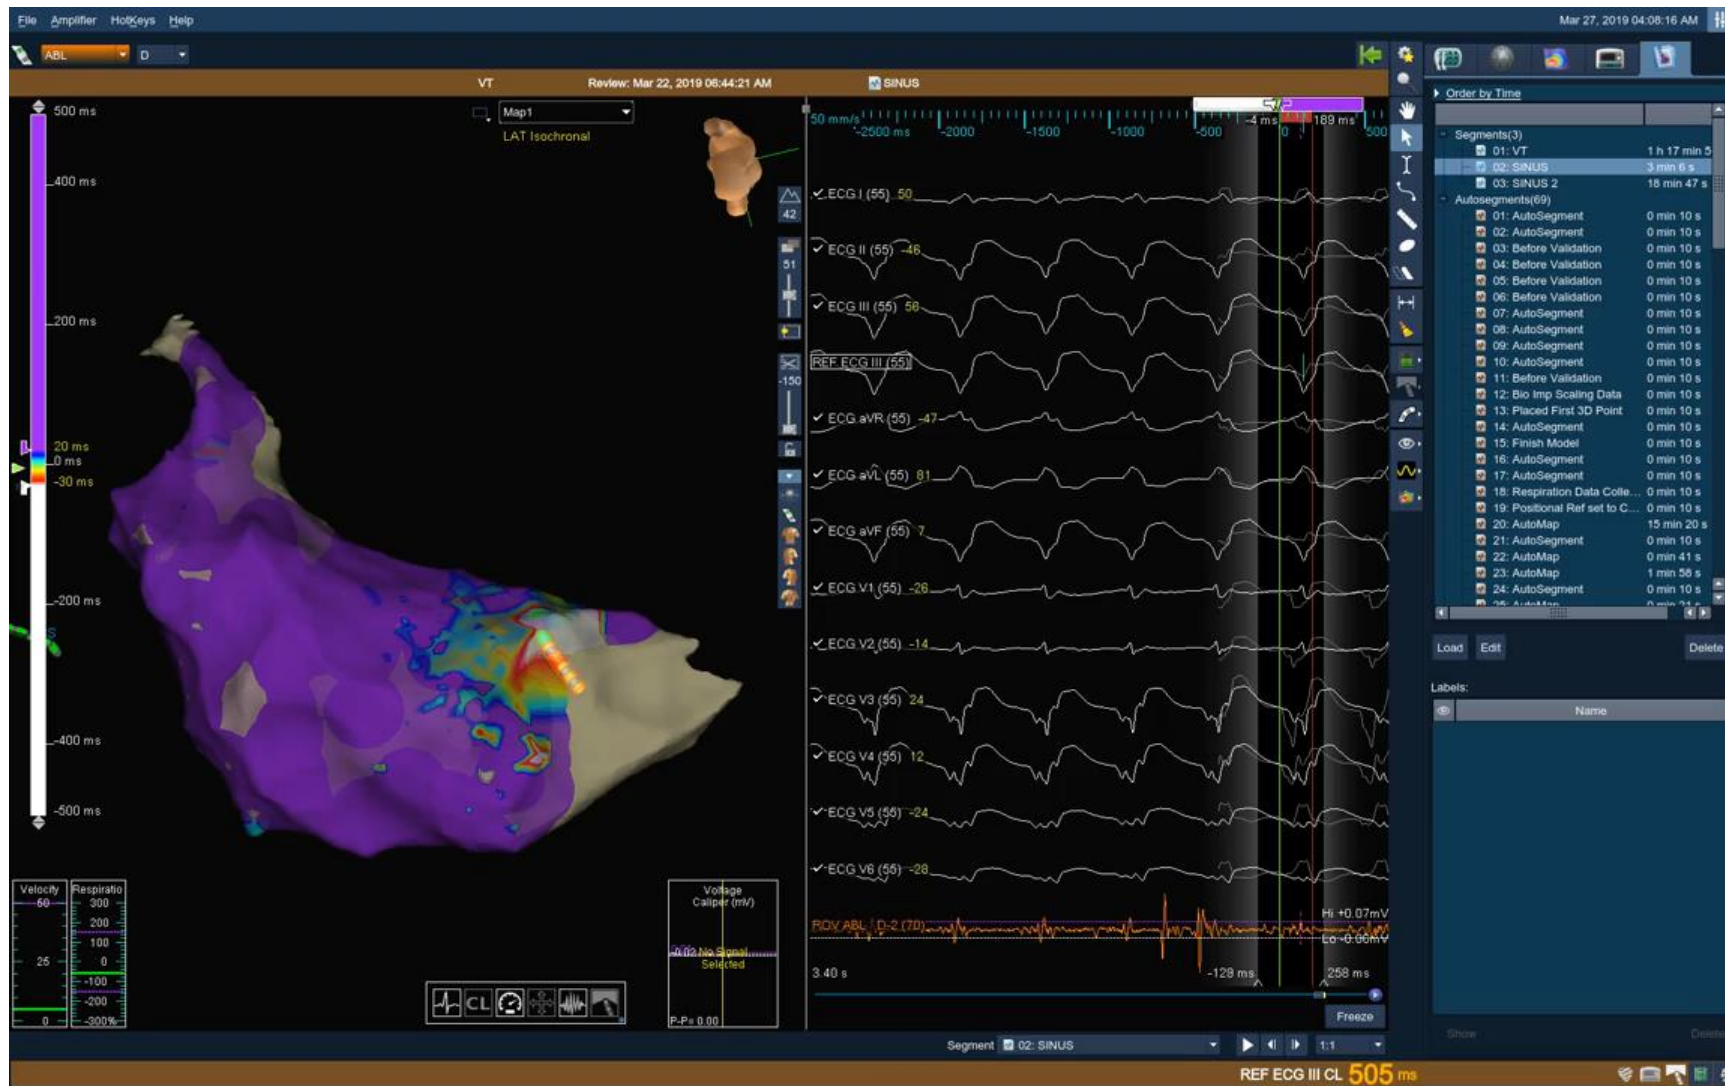 File Amplifier HotKeys Help
Mar 27, 2019 04:08:16 AM
ABL D
VT Review: Mar 22, 2019 06:44:21 AM SINUS
500 ms
400 ms
200 ms
20 ms
0 ms
-30 ms
-200 ms
-400 ms
-500 ms
Map1
LAT Isochronal
42
51
-150
S
Velocity
60
25
0
Respiratio
300
200
100
0
-100
-200
-300%
CL
Voltage
Caliper (mV)
No Signal
Selected
P-P= 0.00
50 mm/s
-2500 ms -2000 -1500 -1000 -500 0 500
-4 ms 189 ms
ECG I (55) 50
ECG II (55) -46
ECG III (55) 56
REF ECG III (55)
ECG aVR (55) -47
ECG aVL (55) 81
ECG aVF (55) 7
ECG V1 (55) -26
ECG V2 (55) -14
ECG V3 (55) 24
ECG V4 (55) 12
ECG V5 (55) -24
ECG V6 (55) -28
ROV ABL D-2 (70)
Hi +0.07mV
Lo -0.06mV
3.40 s -128 ms 258 ms
Freeze
Segment 02: SINUS 1:1
REF ECG III CL 505 ms
Order by Time
Segments(3)
01: VT 1 h 17 min 5
02: SINUS 3 min 6 s
03: SINUS 2 18 min 47 s
Autosegments(69)
01: AutoSegment 0 min 10 s
02: AutoSegment 0 min 10 s
03: Before Validation 0 min 10 s
04: Before Validation 0 min 10 s
05: Before Validation 0 min 10 s
06: Before Validation 0 min 10 s
07: AutoSegment 0 min 10 s
08: AutoSegment 0 min 10 s
09: AutoSegment 0 min 10 s
10: AutoSegment 0 min 10 s
11: Before Validation 0 min 10 s
12: Bio Imp Scaling Data 0 min 10 s
13: Placed First 3D Point 0 min 10 s
14: AutoSegment 0 min 10 s
15: Finish Model 0 min 10 s
16: AutoSegment 0 min 10 s
17: AutoSegment 0 min 10 s
18: Respiration Data Colle... 0 min 10 s
19: Positional Ref set to C... 0 min 10 s
20: AutoMap 15 min 20 s
21: AutoSegment 0 min 10 s
22: AutoMap 0 min 41 s
23: AutoMap 1 min 58 s
24: AutoSegment 0 min 10 s
25: AutoMap 0 min 21 s
Load Edit Delete
Labels:
Name
Show Delete